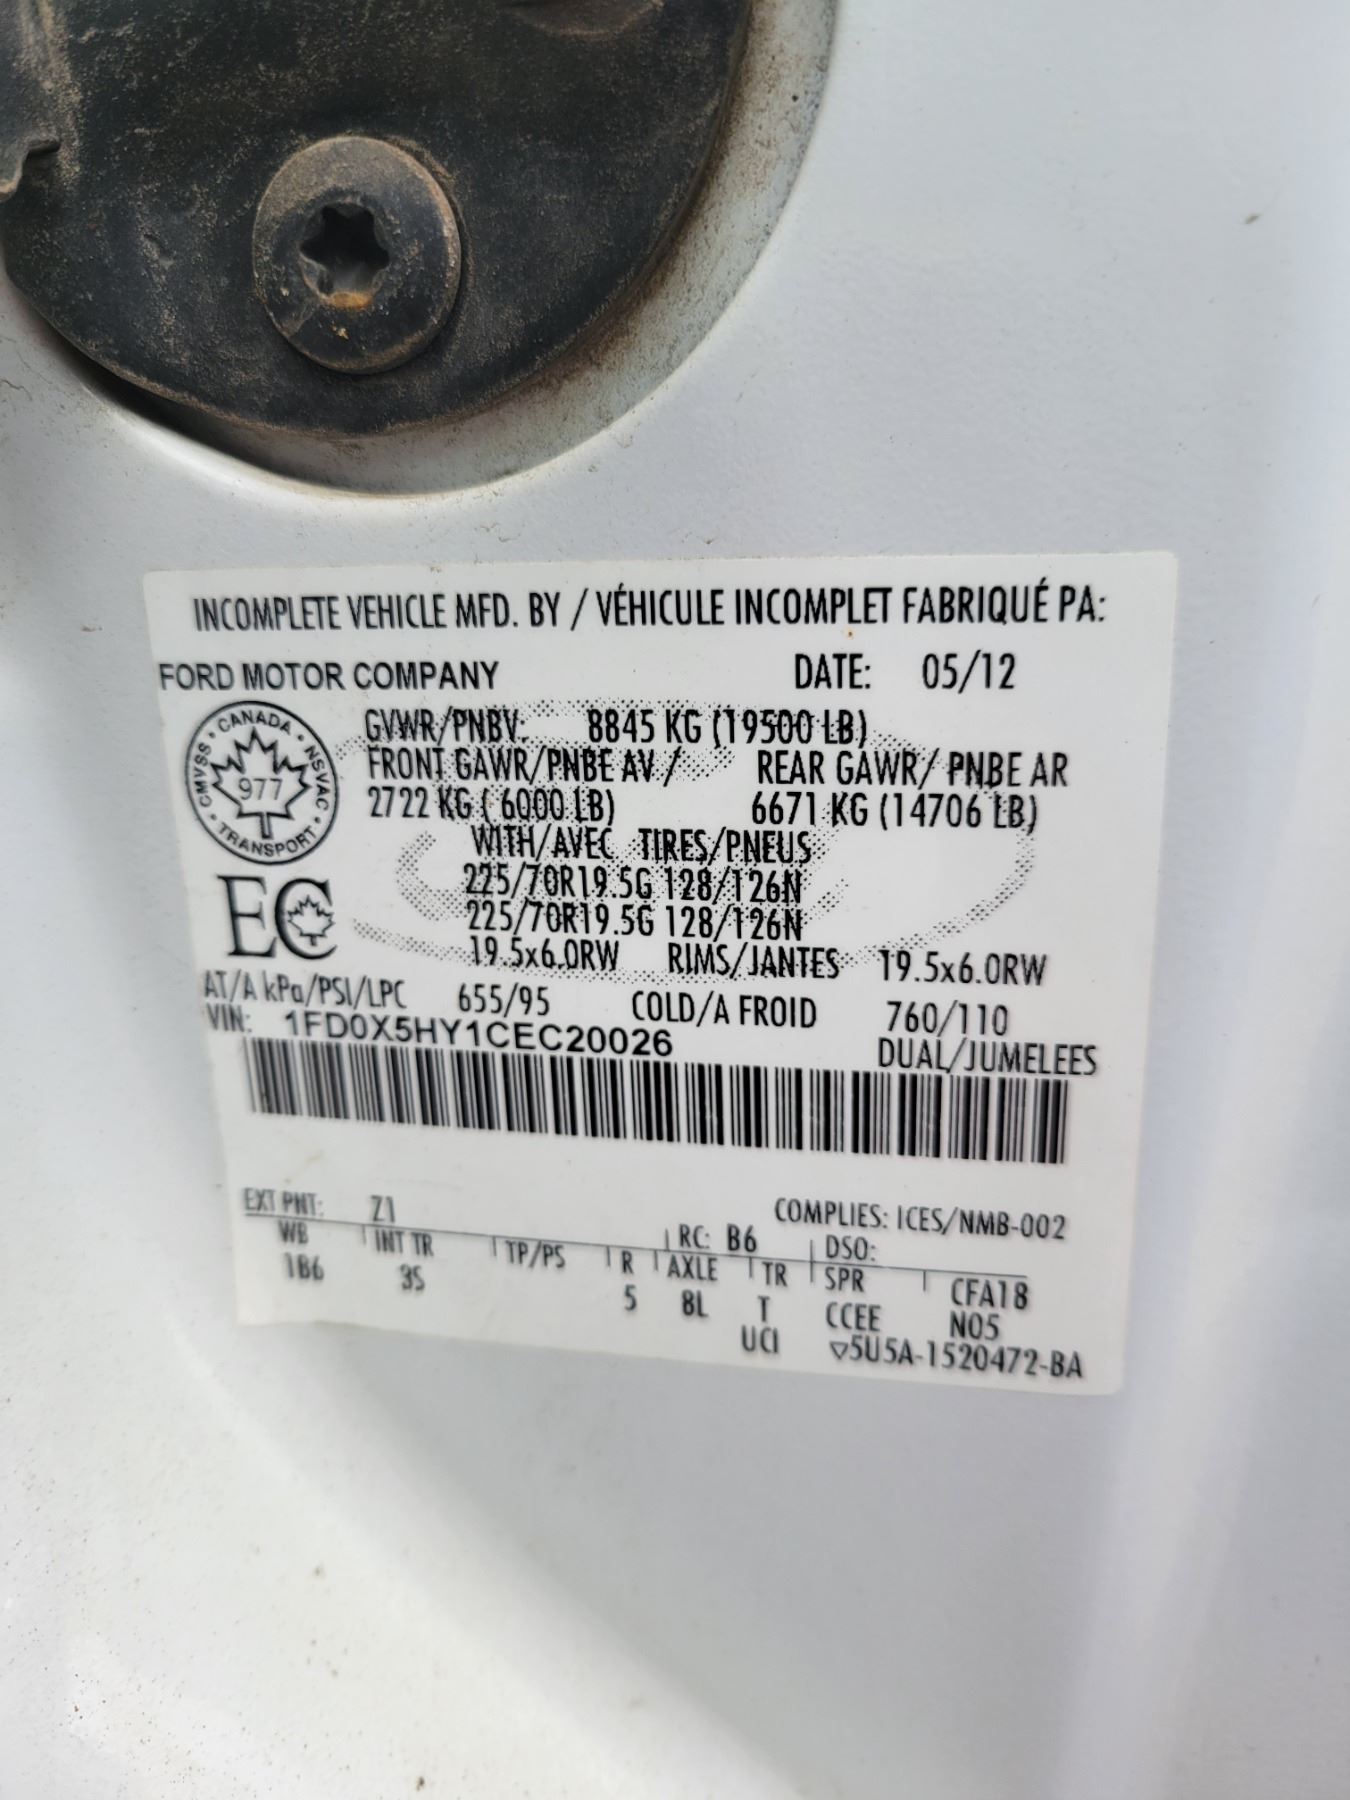 INCOMPLETE VEHICLE MFD. BY / VÉHICULE INCOMPLET FABRIQUÉ PA:
FORD MOTOR COMPANY DATE: 05/12
CMVSS • CANADA • NSVAC • TRANSPORT •
977
GVWR/PNBV: 8845 KG (19500 LB)
FRONT GAWR/PNBE AV / REAR GAWR/ PNBE AR
2722 KG ( 6000 LB) 6671 KG (14706 LB)
WITH/AVEC TIRES/PNEUS
225/70R19.5G 128/126N
EC
225/70R19.5G 128/126N
19.5x6.0RW RIMS/JANTES 19.5x6.0RW
AT/A kPa/PSI/LPC 655/95 COLD/A FROID 760/110
VIN: 1FD0X5HY1CEC20026 DUAL/JUMELEES
EXT PNT: Z1 COMPLIES: ICES/NMB-002
RC: B6 DSO:
WB INT TR TP/PS R AXLE TR SPR CFA18
1B6 3S 5 8L T CCEE N05
UCI ▽5U5A-1520472-BA